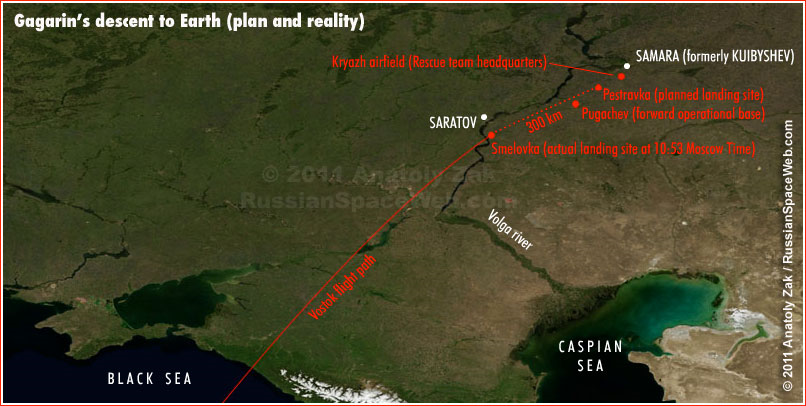 Gagarin's descent to Earth (plan and reality)
Kryazh airfield (Rescue team headquarters)
SAMARA (formerly KUIBYSHEV)
Pestravka (planned landing site)
Pugachev (forward operational base)
SARATOV
300 km
Smelovka (actual landing site at 10:53 Moscow Time)
© 2011 Anatoly Zak
RussianSpaceWeb.com
Volga river
Vostok flight path
BLACK SEA
CASPIAN
SEA
© 2011 Anatoly Zak / RussianSpaceWeb.com